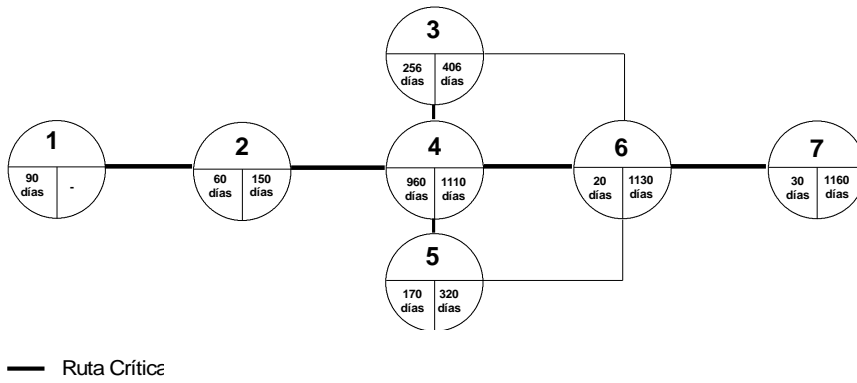 3
256 días
406 días
1
90 días
-
2
60 días
150 días
4
960 días
1110 días
6
20 días
1130 días
7
30 días
1160 días
5
170 días
320 días
Ruta Crítica